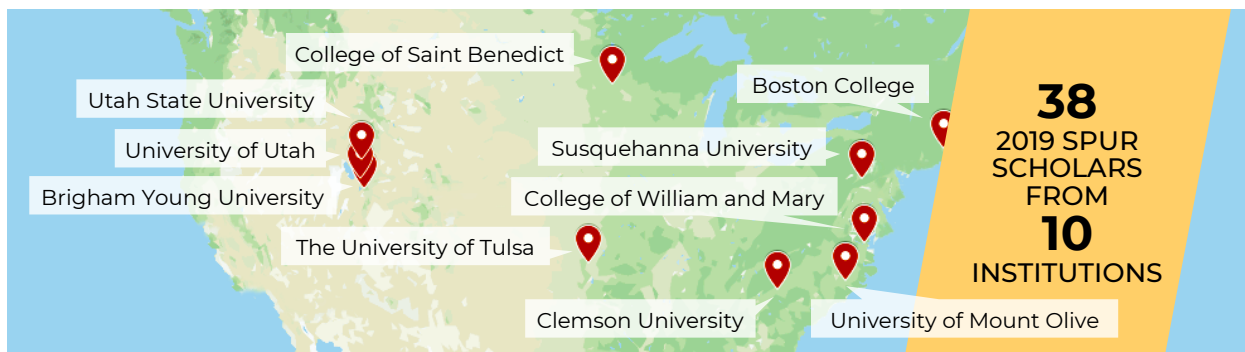 College of Saint Benedict
Boston College
Utah State University
University of Utah
Susquehanna University
Brigham Young University
College of William and Mary
The University of Tulsa
Clemson University
University of Mount Olive
38
2019 SPUR
SCHOLARS
FROM
10
INSTITUTIONS